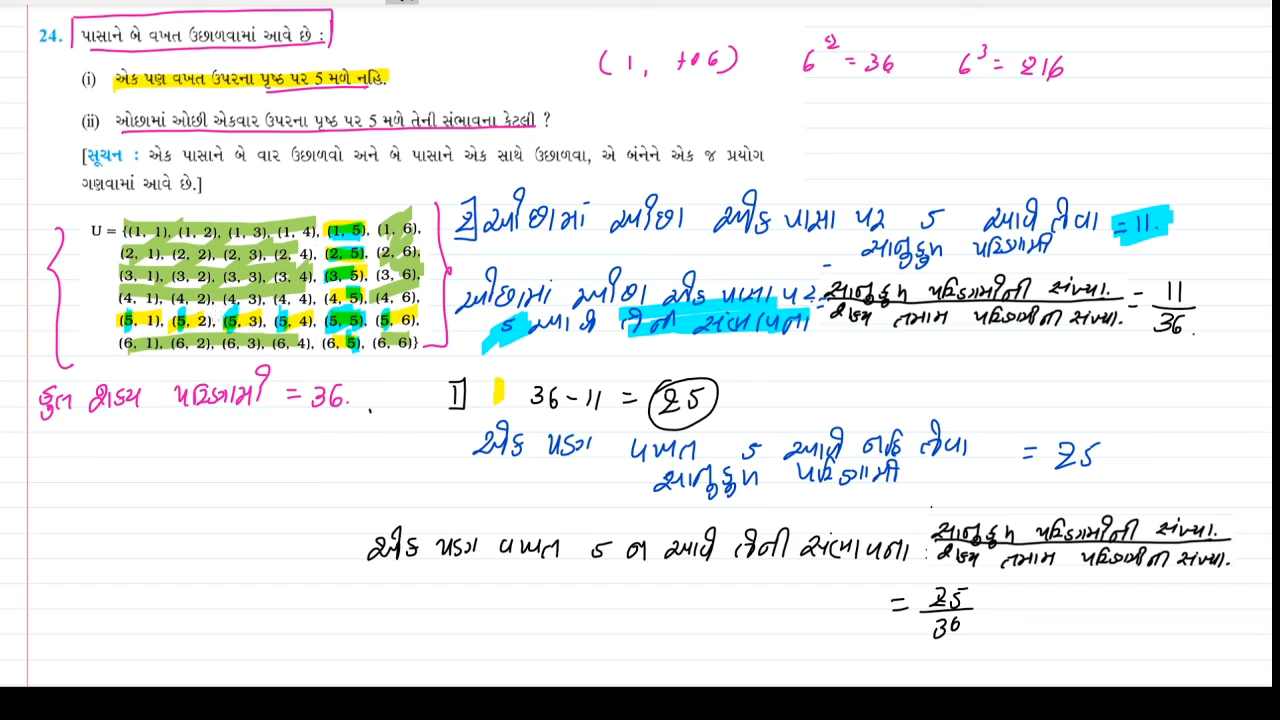 24. પાસાને બે વખત ઉછાળવામાં આવે છે :
(1, to 6) 6² = 36 6³ = 216
(i) એક પણ વખત ઉપરના પૃષ્ઠ પર 5 મળે નહિ.
(ii) ઓછામાં ઓછી એકવાર ઉપરના પૃષ્ઠ પર 5 મળે તેની સંભાવના કેટલી ?
[સૂચન : એક પાસાને બે વાર ઉછાળવો અને બે પાસાને એક સાથે ઉછાળવા, એ બંનેને એક જ પ્રયોગ
ગણવામાં આવે છે.]
U = {(1, 1), (1, 2), (1, 3), (1, 4), (1, 5), (1, 6),
(2, 1), (2, 2), (2, 3), (2, 4), (2, 5), (2, 6),
(3, 1), (3, 2), (3, 3), (3, 4), (3, 5), (3, 6),
(4, 1), (4, 2), (4, 3), (4, 4), (4, 5), (4, 6),
(5, 1), (5, 2), (5, 3), (5, 4), (5, 5), (5, 6),
(6, 1), (6, 2), (6, 3), (6, 4), (6, 5), (6, 6)}
કુલ શક્ય પરિણામો = 36.
2] ઓછામાં ઓછા એક પાસા પર 5 આવે તેવા = 11.
સાનુકુળ પરિણામો
ઓછામાં ઓછા એક પાસા પર = સાનુકુળ પરિણામોની સંખ્યા. = 11
5 આવે તેની સંભાવના શક્ય તમામ પરિણામોની સંખ્યા. 36
1] 36 - 11 = 25
એક પણ વખત 5 આવે નહિ તેવા = 25
સાનુકુળ પરિણામો
એક પણ વખત 5 ન આવે તેની સંભાવના : સાનુકુળ પરિણામોની સંખ્યા.
શક્ય તમામ પરિણામોની સંખ્યા.
= 25
36